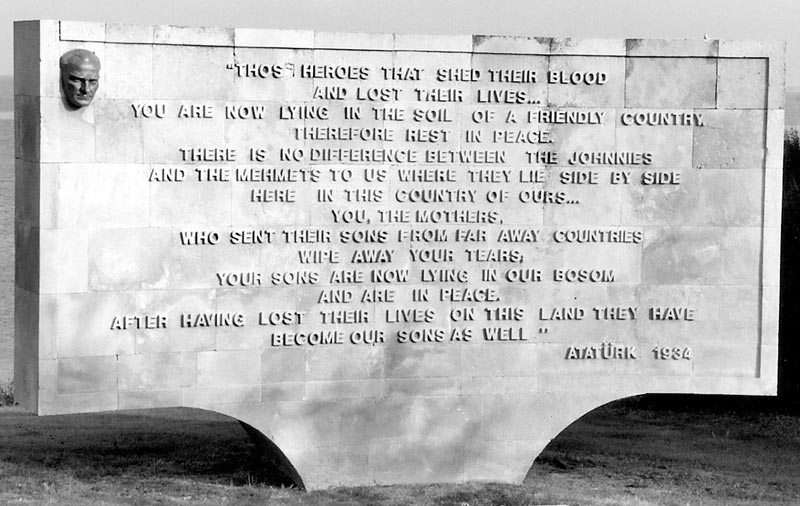 "THOSE HEROES THAT SHED THEIR BLOOD
AND LOST THEIR LIVES...
YOU ARE NOW LYING IN THE SOIL OF A FRIENDLY COUNTRY.
THEREFORE REST IN PEACE.
THERE IS NO DIFFERENCE BETWEEN THE JOHNNIES
AND THE MEHMETS TO US WHERE THEY LIE SIDE BY SIDE
HERE IN THIS COUNTRY OF OURS...
YOU, THE MOTHERS,
WHO SENT THEIR SONS FROM FAR AWAY COUNTRIES
WIPE AWAY YOUR TEARS;
YOUR SONS ARE NOW LYING IN OUR BOSOM
AND ARE IN PEACE.
AFTER HAVING LOST THEIR LIVES ON THIS LAND THEY HAVE
BECOME OUR SONS AS WELL."
ATATÜRK 1934